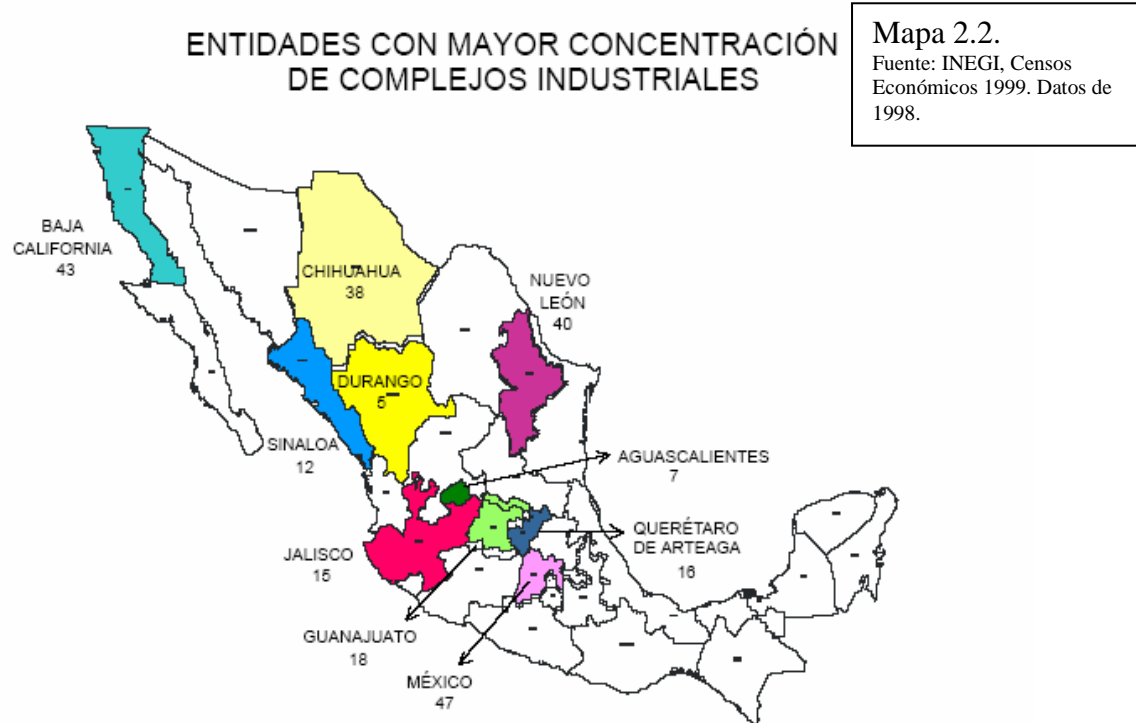 ENTIDADES CON MAYOR CONCENTRACIÓN
DE COMPLEJOS INDUSTRIALES
Mapa 2.2.
Fuente: INEGI, Censos
Económicos 1999. Datos de
1998.
BAJA
CALIFORNIA
43
CHIHUAHUA
38
NUEVO
LEÓN
40
DURANGO
5
SINALOA
12
AGUASCALIENTES
7
QUERÉTARO
DE ARTEAGA
16
JALISCO
15
GUANAJUATO
18
MÉXICO
47